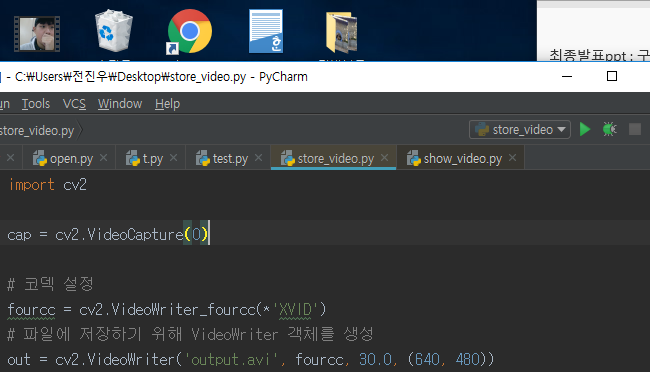 최종발표ppt : 구
- C:\Users\전진우\Desktop\store_video.py - PyCharm
un Tools VCS Window Help
store_video.py
store_video
open.py t.py test.py store_video.py show_video.py
import cv2
cap = cv2.VideoCapture(0)
# 코덱 설정
fourcc = cv2.VideoWriter_fourcc(*'XVID')
# 파일에 저장하기 위해 VideoWriter 객체를 생성
out = cv2.VideoWriter('output.avi', fourcc, 30.0, (640, 480))